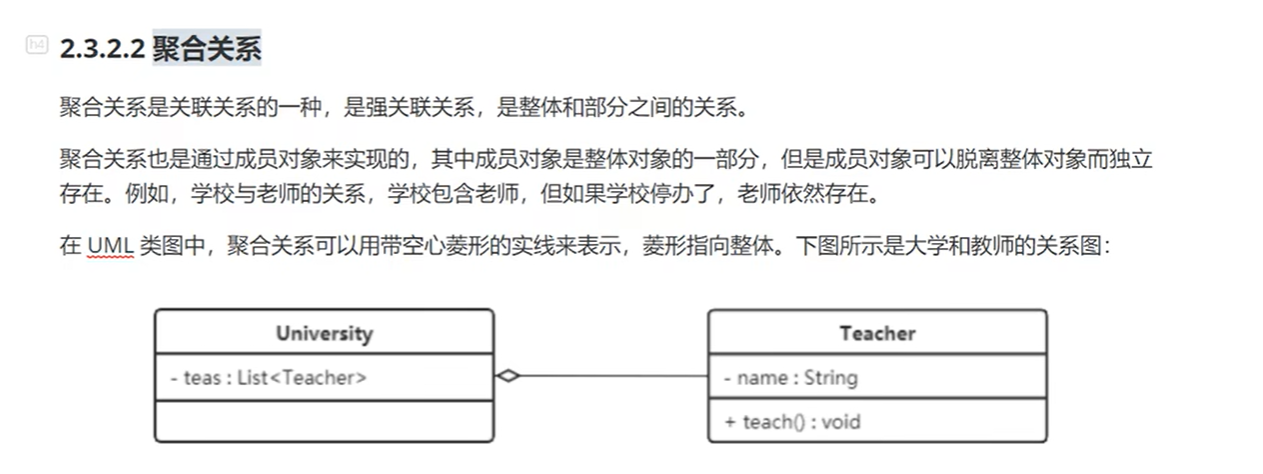 h4
2.3.2.2 聚合关系
聚合关系是关联关系的一种，是强关联关系，是整体和部分之间的关系。
聚合关系也是通过成员对象来实现的，其中成员对象是整体对象的一部分，但是成员对象可以脱离整体对象而独立
存在。例如，学校与老师的关系，学校包含老师，但如果学校停办了，老师依然存在。
在 UML 类图中，聚合关系可以用带空心菱形的实线来表示，菱形指向整体。下图所示是大学和教师的关系图：
University
- teas : List<Teacher>
Teacher
- name : String
+ teach() : void